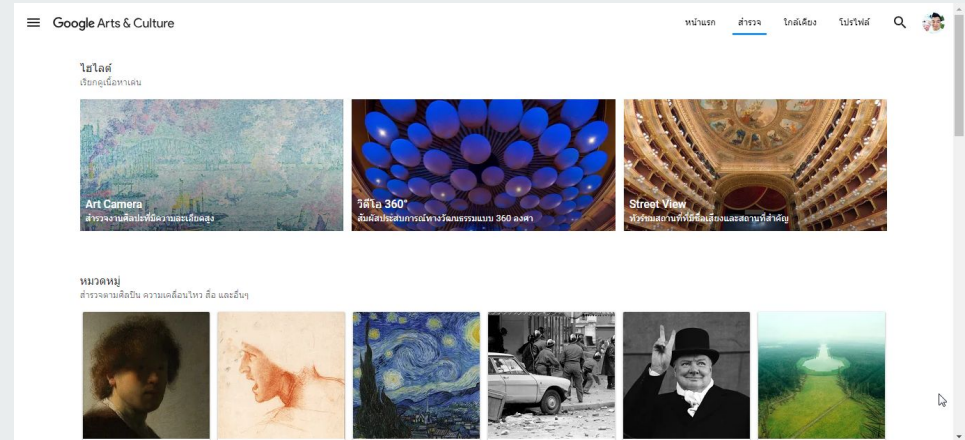 Google Arts & Culture
หน้าแรก สำรวจ ใกล้เคียง โปรไฟล์
ไฮไลต์
เรียกดูเนื้อหาเด่น
Art Camera
สำรวจงานศิลปะที่มีความละเอียดสูง
วิดีโอ 360°
สัมผัสประสบการณ์ทางวัฒนธรรมแบบ 360 องศา
Street View
ทัวร์ชมสถานที่ที่มีชื่อเสียงและสถานที่สำคัญ
หมวดหมู่
สำรวจตามศิลปิน ความเคลื่อนไหว สื่อ และอื่นๆ